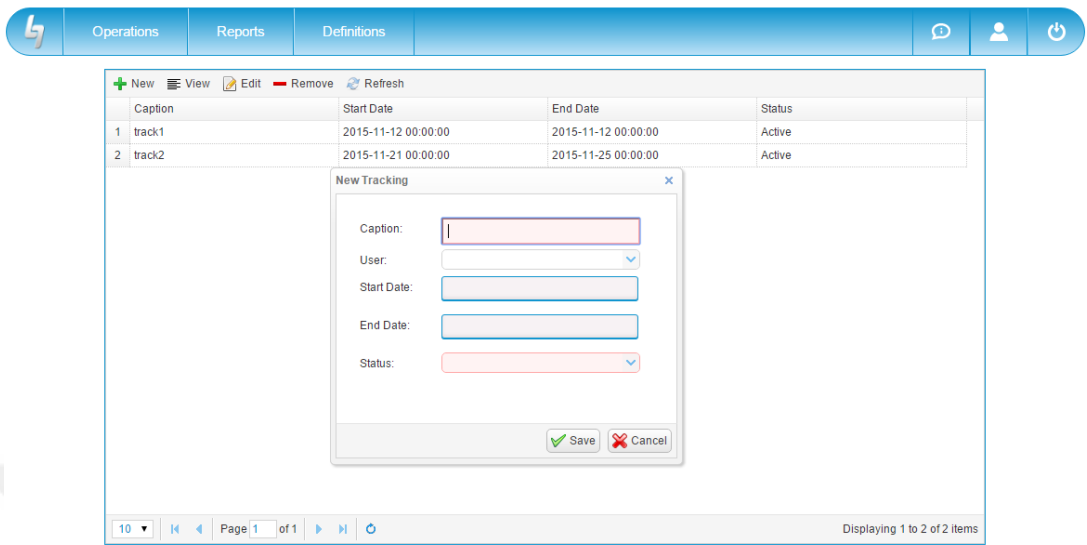 Operations Reports Definitions
New View Edit Remove Refresh
Caption Start Date End Date Status
1 track1 2015-11-12 00:00:00 2015-11-12 00:00:00 Active
2 track2 2015-11-21 00:00:00 2015-11-25 00:00:00 Active
New Tracking
Caption:
User:
Start Date:
End Date:
Status:
Save Cancel
10 Page 1 of 1 Displaying 1 to 2 of 2 items